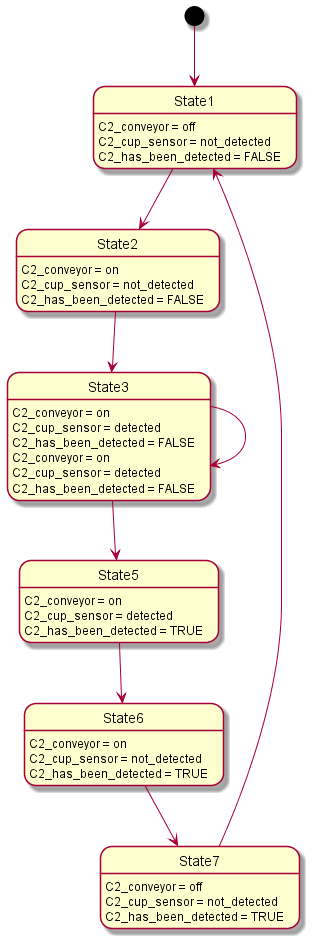 State1
C2_conveyor = off
C2_cup_sensor = not_detected
C2_has_been_detected = FALSE
State2
C2_conveyor = on
C2_cup_sensor = not_detected
C2_has_been_detected = FALSE
State3
C2_conveyor = on
C2_cup_sensor = detected
C2_has_been_detected = FALSE
C2_conveyor = on
C2_cup_sensor = detected
C2_has_been_detected = FALSE
State5
C2_conveyor = on
C2_cup_sensor = detected
C2_has_been_detected = TRUE
State6
C2_conveyor = on
C2_cup_sensor = not_detected
C2_has_been_detected = TRUE
State7
C2_conveyor = off
C2_cup_sensor = not_detected
C2_has_been_detected = TRUE